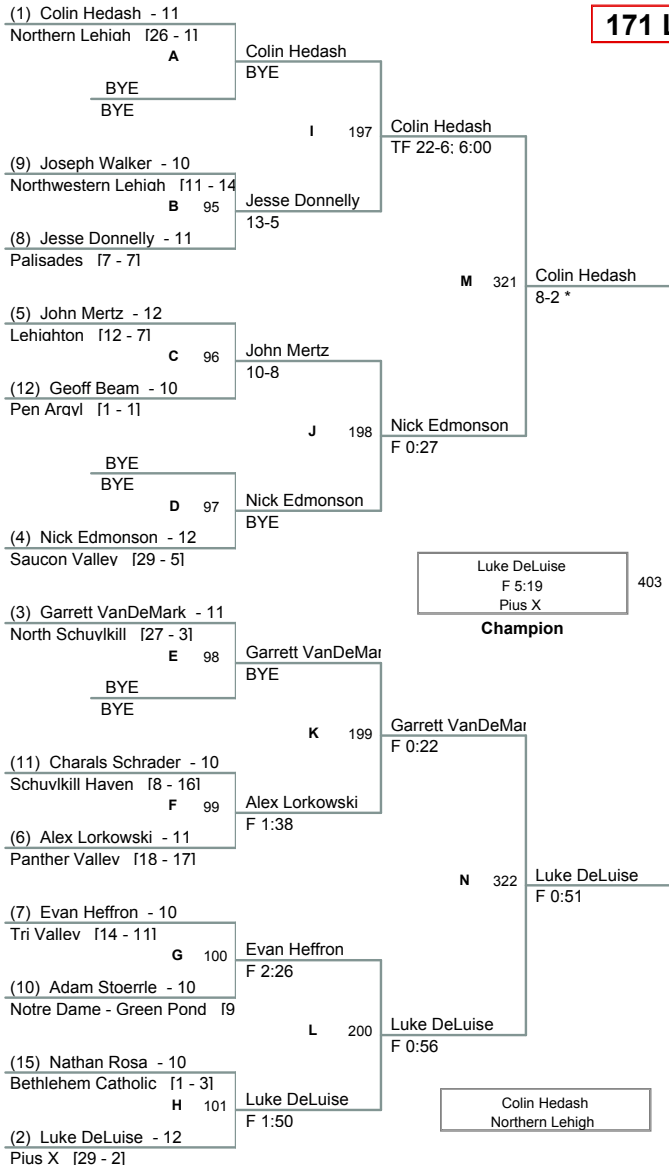 (1) Colin Hedash - 11
Northern Lehigh [26 - 1]
A
BYE
BYE
Colin Hedash
BYE
(9) Joseph Walker - 10
Northwestern Lehigh [11 - 14
B 95
(8) Jesse Donnelly - 11
Palisades [7 - 7]
Jesse Donnelly
13-5
I 197
Colin Hedash
TF 22-6; 6:00
(5) John Mertz - 12
Lehighton [12 - 7]
C 96
(12) Geoff Beam - 10
Pen Argyl [1 - 1]
John Mertz
10-8
BYE
BYE
D 97
(4) Nick Edmonson - 12
Saucon Valley [29 - 5]
Nick Edmonson
BYE
J 198
Nick Edmonson
F 0:27
M 321
Colin Hedash
8-2 *
171 L
(3) Garrett VanDeMark - 11
North Schuylkill [27 - 3]
E 98
BYE
BYE
Garrett VanDeMar
BYE
(11) Charals Schrader - 10
Schuylkill Haven [8 - 16]
F 99
(6) Alex Lorkowski - 11
Panther Valley [18 - 17]
Alex Lorkowski
F 1:38
K 199
Garrett VanDeMar
F 0:22
(7) Evan Heffron - 10
Tri Valley [14 - 11]
G 100
(10) Adam Stoerrle - 10
Notre Dame - Green Pond [9
Evan Heffron
F 2:26
(15) Nathan Rosa - 10
Bethlehem Catholic [1 - 3]
H 101
(2) Luke DeLuise - 12
Pius X [29 - 2]
Luke DeLuise
F 1:50
L 200
Luke DeLuise
F 0:56
N 322
Luke DeLuise
F 0:51
Luke DeLuise
F 5:19
Pius X
403
Champion
Colin Hedash
Northern Lehigh